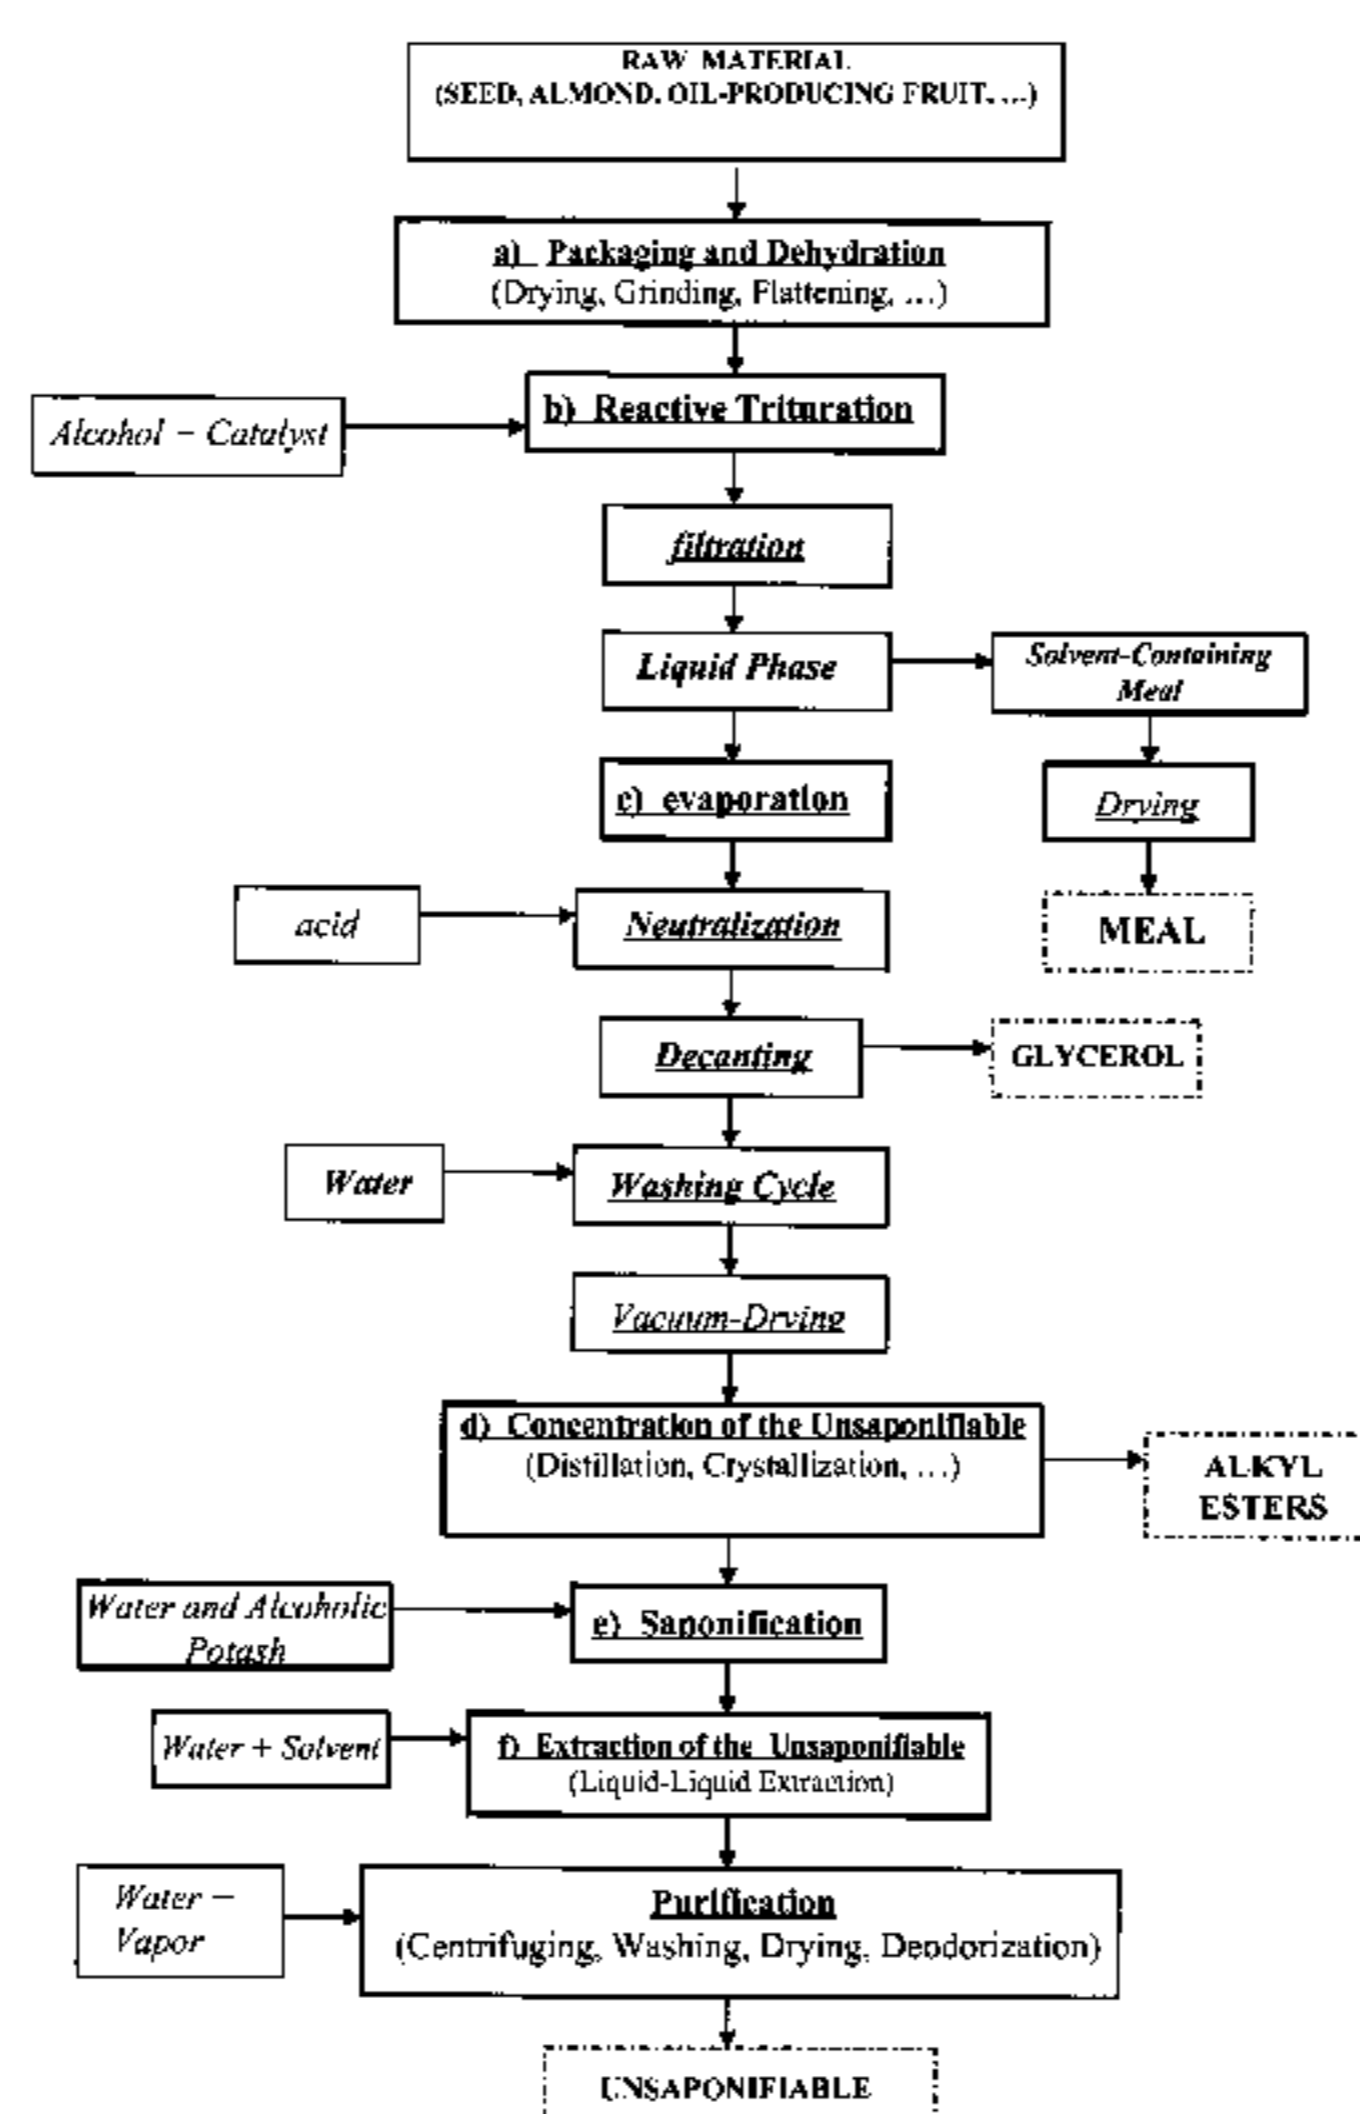 RAW MATERIAL
(SEED, ALMOND, OIL-PRODUCING FRUIT, ...)
a) Packaging and Dehydration
(Drying, Grinding, Flattening, ...)
Alcohol – Catalyst
b) Reactive Trituration
filtration
Liquid Phase
Solvent-Containing
Meal
c) evaporation
Drying
acid
Neutralization
MEAL
Decanting
GLYCEROL
Water
Washing Cycle
Vacuum-Drying
d) Concentration of the Unsaponifiable
(Distillation, Crystallization, ...)
ALKYL
ESTERS
Water and Alcoholic
Potash
e) Saponification
Water + Solvent
f) Extraction of the Unsaponifiable
(Liquid-Liquid Extraction)
Water –
Vapor
Purification
(Centrifuging, Washing, Drying, Deodorization)
UNSAPONIFIABLE